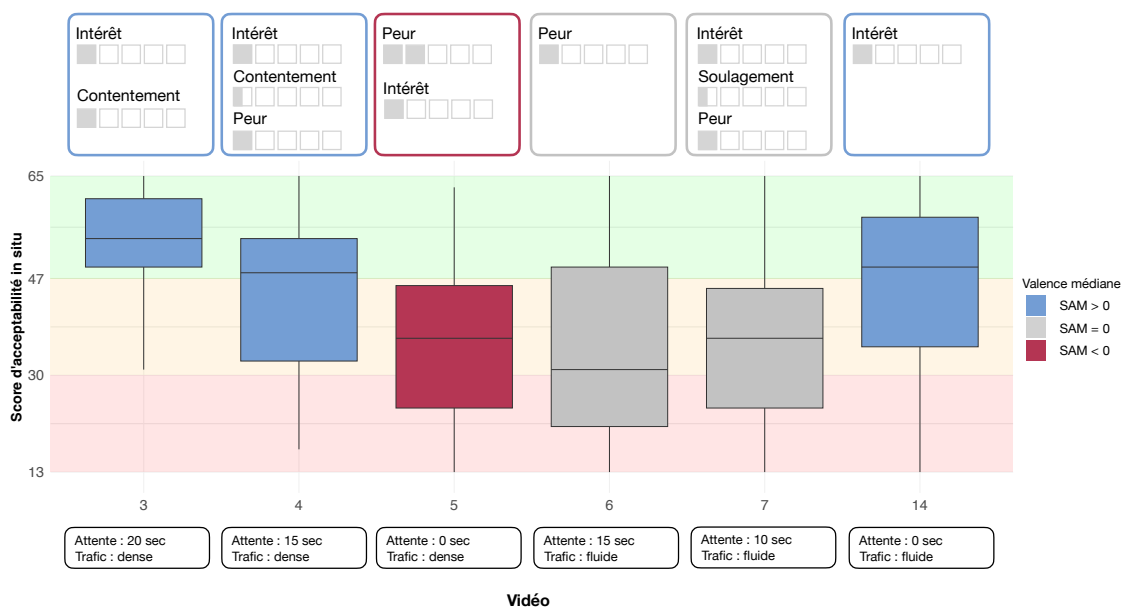 Intérêt
Contentement
Intérêt
Contentement
Peur
Peur
Intérêt
Peur
Intérêt
Soulagement
Peur
Intérêt
Score d'acceptabilité in situ
65
47
30
13
3
4
5
6
7
14
Valence médiane
SAM > 0
SAM = 0
SAM < 0
Attente : 20 sec
Trafic : dense
Attente : 15 sec
Trafic : dense
Attente : 0 sec
Trafic : dense
Attente : 15 sec
Trafic : fluide
Attente : 10 sec
Trafic : fluide
Attente : 0 sec
Trafic : fluide
Vidéo